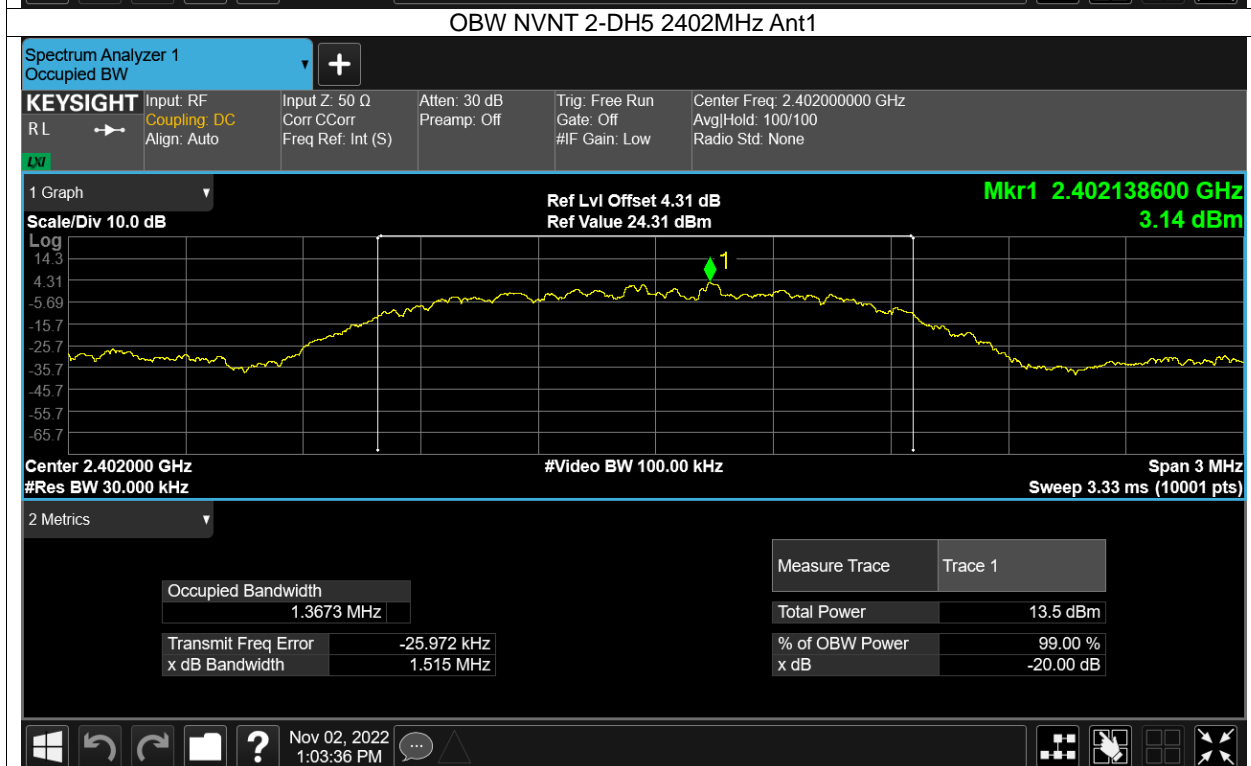 OBW NVNT 2-DH5 2402MHz Ant1
Spectrum Analyzer 1
Occupied BW
KEYSIGHT
RL
LXI
Input: RF
Coupling: DC
Align: Auto
Input Z: 50 Ω
Corr CCorr
Freq Ref: Int (S)
Atten: 30 dB
Preamp: Off
Trig: Free Run
Gate: Off
#IF Gain: Low
Center Freq: 2.402000000 GHz
Avg|Hold: 100/100
Radio Std: None
1 Graph
Scale/Div 10.0 dB
Ref Lvl Offset 4.31 dB
Ref Value 24.31 dBm
Mkr1 2.402138600 GHz
3.14 dBm
Log
14.3
4.31
-5.69
-15.7
-25.7
-35.7
-45.7
-55.7
-65.7
1
Center 2.402000 GHz
#Res BW 30.000 kHz
#Video BW 100.00 kHz
Span 3 MHz
Sweep 3.33 ms (10001 pts)
2 Metrics
Occupied Bandwidth
1.3673 MHz
Transmit Freq Error -25.972 kHz
x dB Bandwidth 1.515 MHz
Measure Trace Trace 1
Total Power 13.5 dBm
% of OBW Power 99.00 %
x dB -20.00 dB
?
Nov 02, 2022
1:03:36 PM